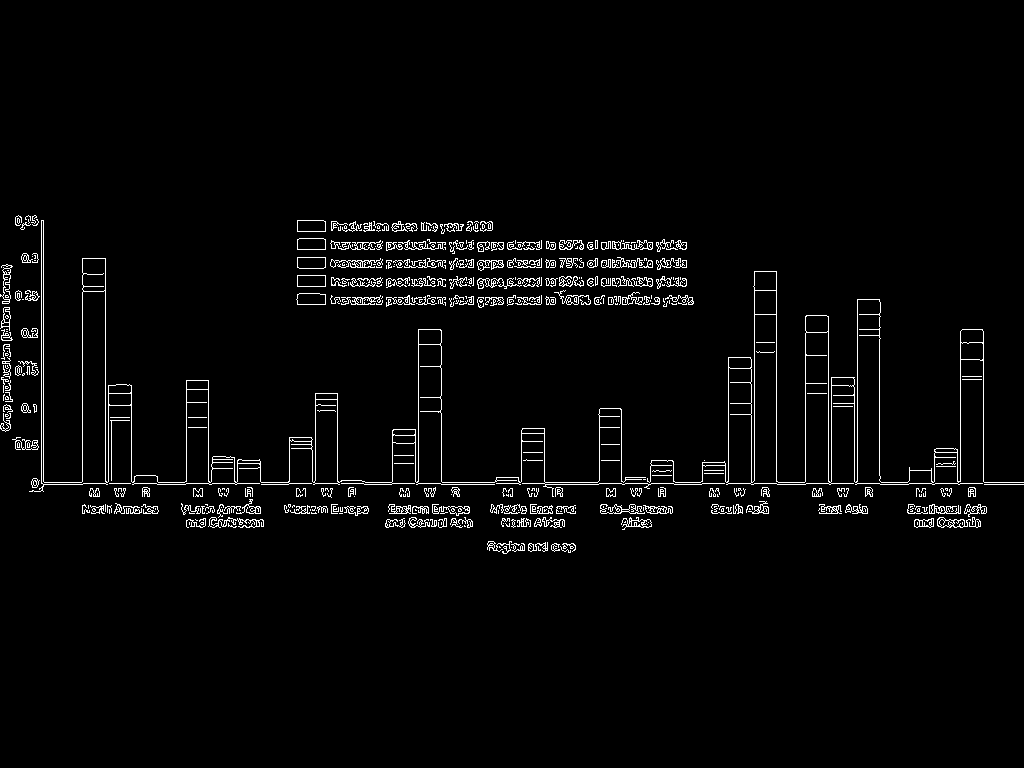 0.35
Production circa the year 2000
Increased production; yield gaps closed to 50% of attainable yields
Increased production; yield gaps closed to 75% of attainable yields
Increased production; yield gaps closed to 90% of attainable yields
Increased production; yield gaps closed to 100% of attainable yields
0.3
0.25
0.2
0.15
0.1
0.05
0
Crop production (billion tonnes)
M W R M W R M W R M W R M W R M W R M W R M W R M W R
North America
Latin America
and Caribbean
Western Europe
Eastern Europe
and Central Asia
Middle East and
North Africa
Sub-Saharan
Africa
South Asia
East Asia
Southeast Asia
and Oceania
Region and crop